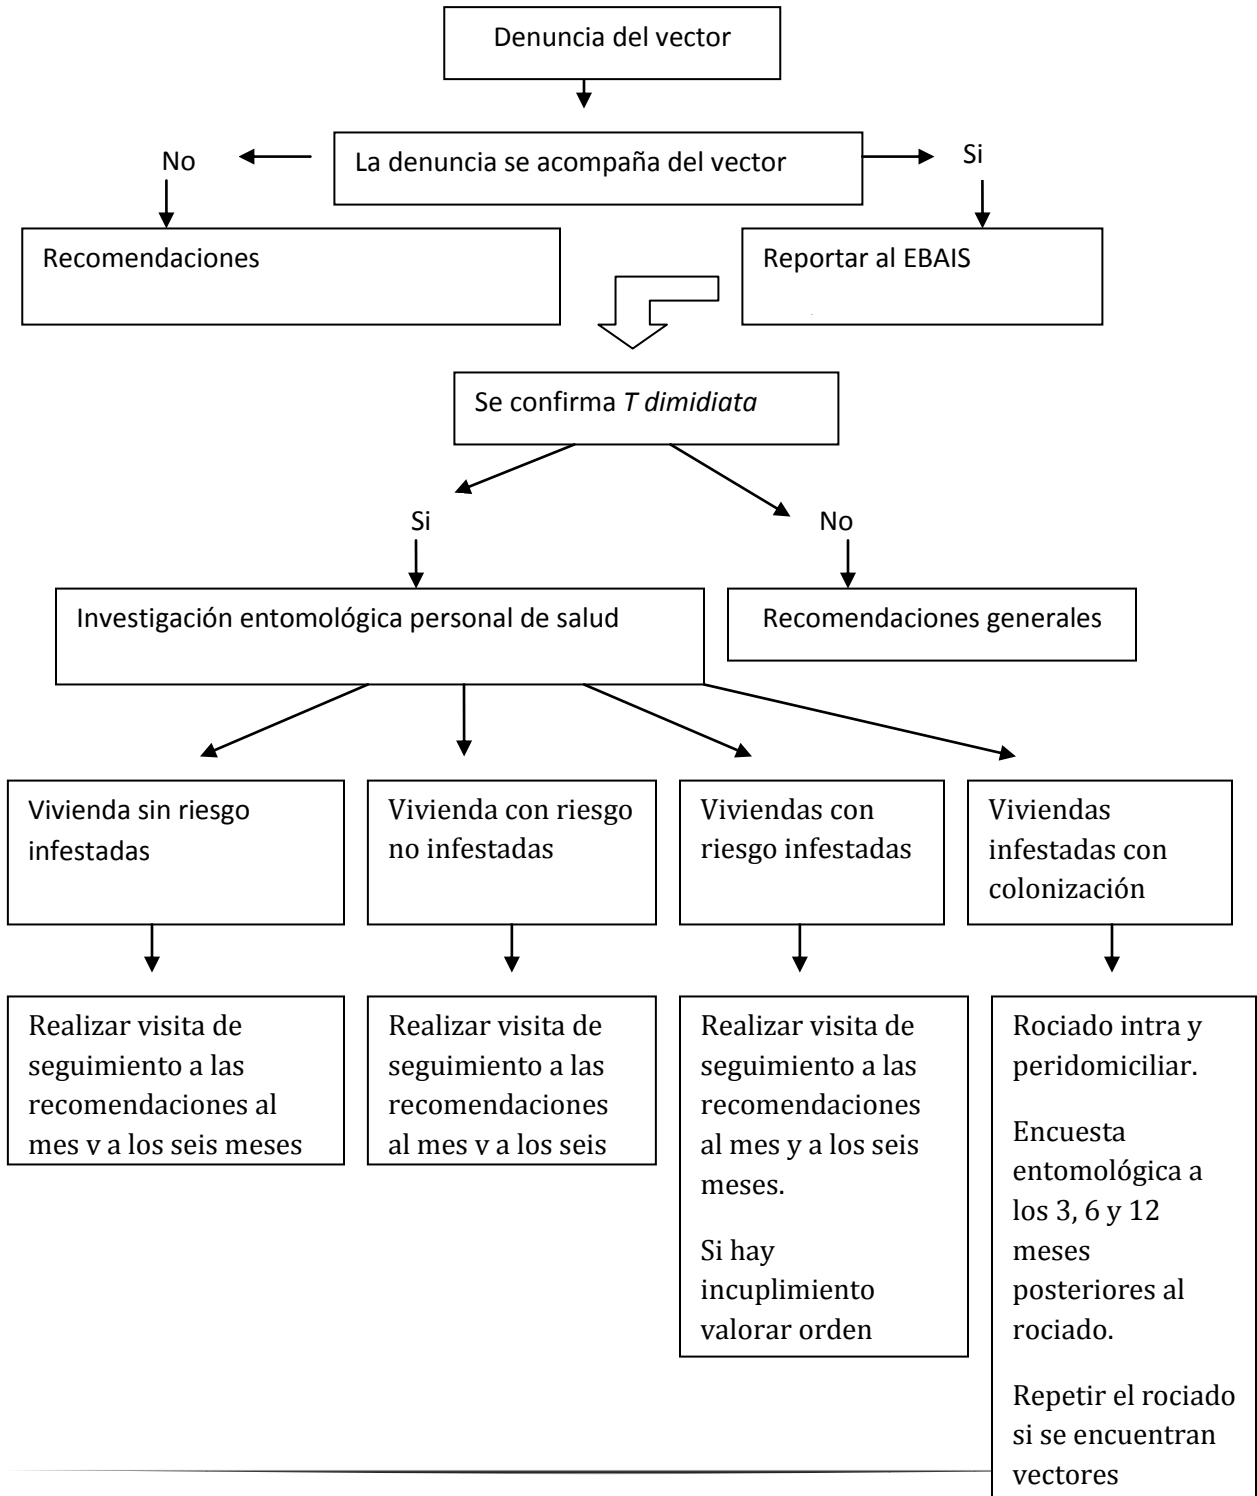 Denuncia del vector
La denuncia se acompaña del vector
No
Si
Recomendaciones
Reportar al EBAIS
Se confirma T dimidiata
Si
No
Investigación entomológica personal de salud
Recomendaciones generales
Vivienda sin riesgo
infestadas
Vivienda con riesgo
no infestadas
Viviendas con
riesgo infestadas
Viviendas
infestadas con
colonización
Realizar visita de
seguimiento a las
recomendaciones al
mes y a los seis meses
Realizar visita de
seguimiento a las
recomendaciones
al mes y a los seis
Realizar visita de
seguimiento a las
recomendaciones
al mes y a los seis
meses.
Si hay
incuplimiento
valorar orden
Rociado intra y
peridomiciliar.
Encuesta
entomológica a
los 3, 6 y 12
meses
posteriores al
rociado.
Repetir el rociado
si se encuentran
vectores